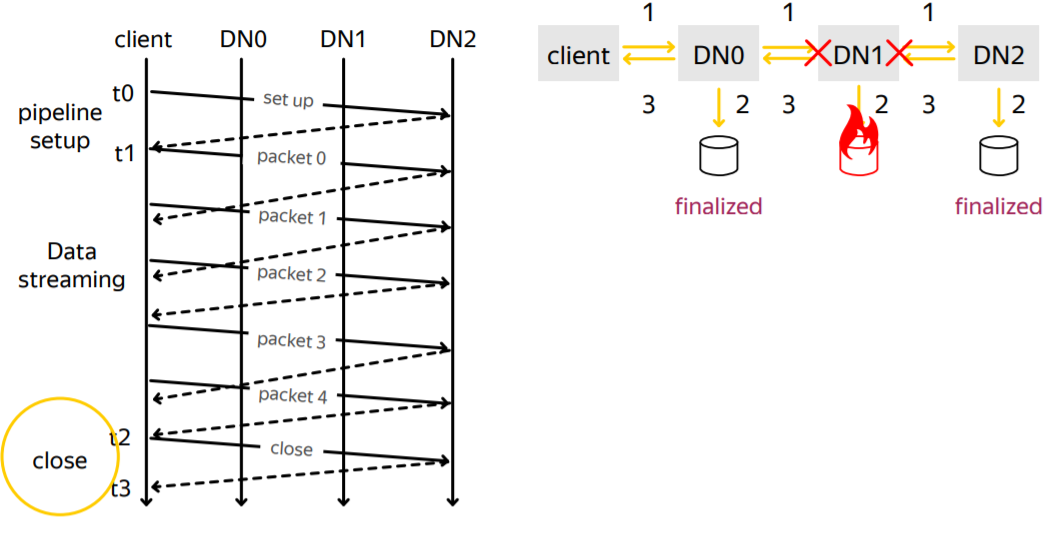 client DN0 DN1 DN2
t0
pipeline
setup
set up
t1
packet 0
packet 1
Data
streaming
packet 2
packet 3
packet 4
t2
close
close
t3
1 1 1
client DN0 DN1 DN2
3 2 3 2 3 2
finalized finalized